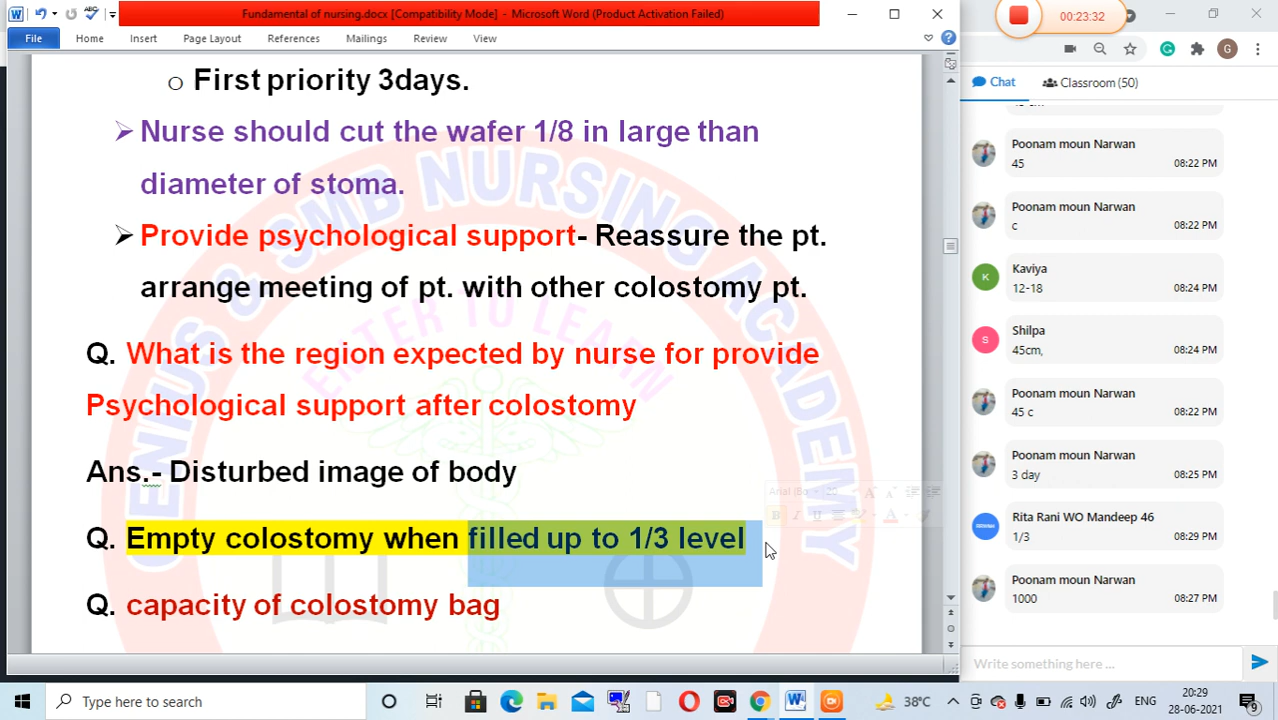 Fundamental of nursing.docx [Compatibility Mode] - Microsoft Word (Product Activation Failed)
00:23:32
File Home Insert Page Layout References Mailings Review View
G
Chat Classroom (50)
o First priority 3days.
➢ Nurse should cut the wafer 1/8 in large than
diameter of stoma.
➢ Provide psychological support- Reassure the pt.
arrange meeting of pt. with other colostomy pt.
Q. What is the region expected by nurse for provide
Psychological support after colostomy
Ans.- Disturbed image of body
Q. Empty colostomy when filled up to 1/3 level
Q. capacity of colostomy bag
GENIUS & SMB NURSING ACADEMY
ENTER TO LEARN
Poonam moun Narwan
45 08:22 PM
Poonam moun Narwan
c 08:22 PM
K
Kaviya
12-18 08:24 PM
S
Shilpa
45cm, 08:24 PM
Poonam moun Narwan
45 c 08:22 PM
Poonam moun Narwan
3 day 08:25 PM
Rita Rani WO Mandeep 46
1/3 08:29 PM
Poonam moun Narwan
1000 08:27 PM
Write something here ...
Type here to search
38°C
ENG
20:29
28-06-2021